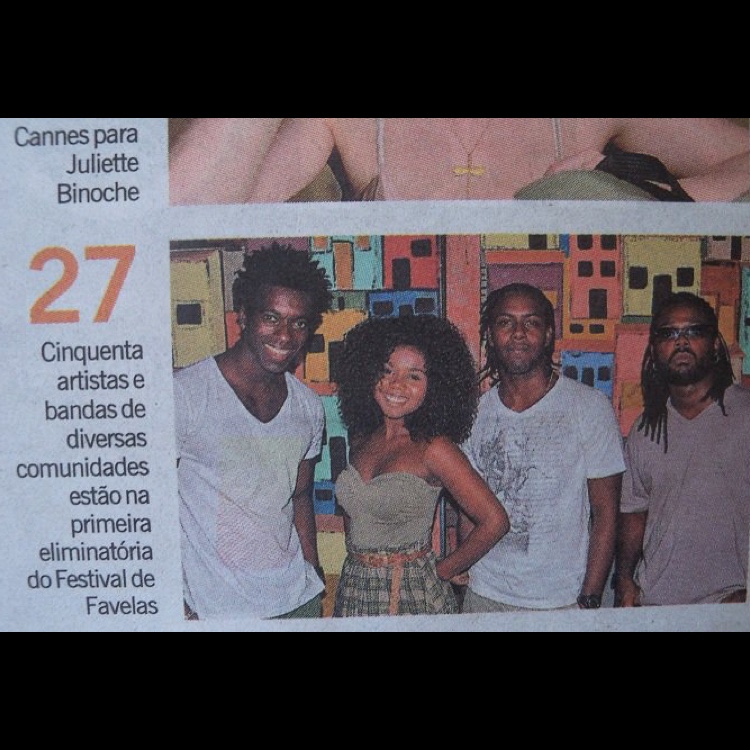 Cannes para
Juliette
Binoche
27
Cinquenta
artistas e
bandas de
diversas
comunidades
estão na
primeira
eliminatória
do Festival de
Favelas